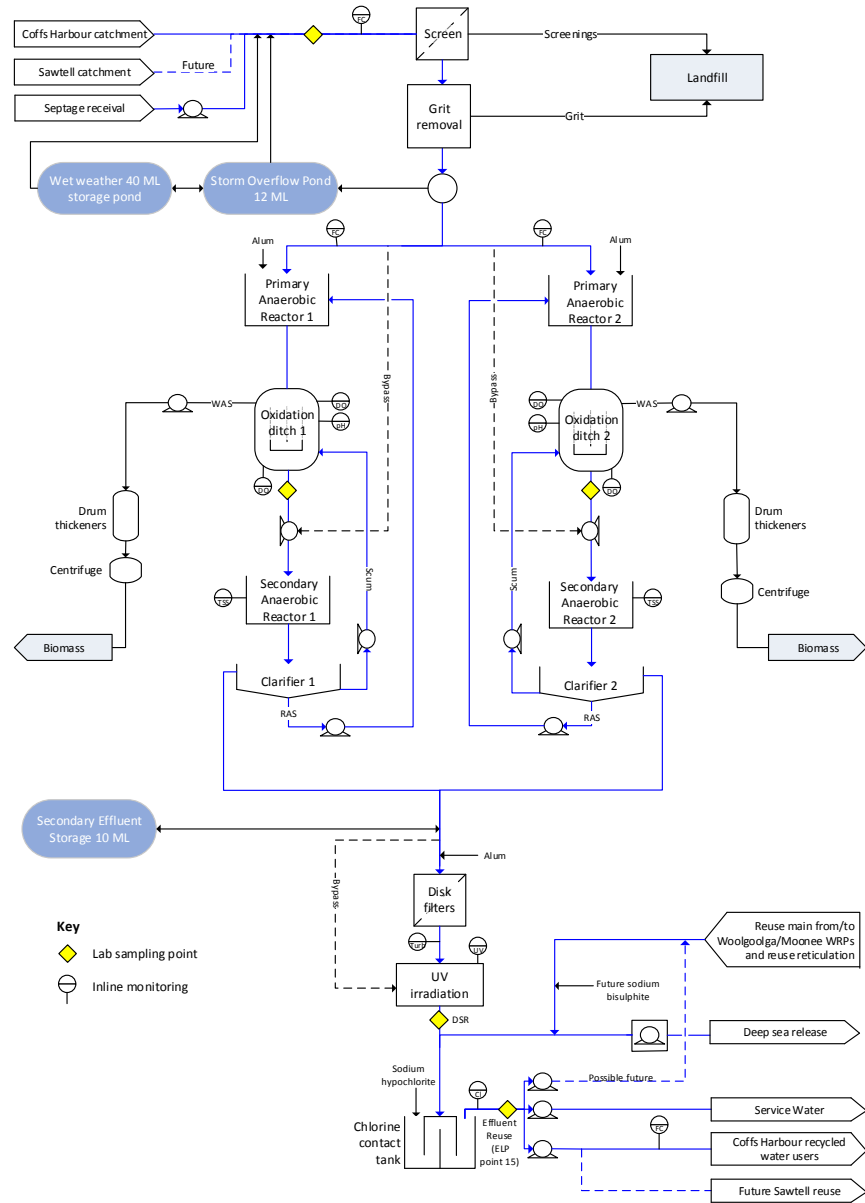 FC
Coffs Harbour catchment
Screen
Screenings
Future
Sawtell catchment
Landfill
Septage receival
Grit
removal
Grit
Wet weather 40 ML
storage pond
Storm Overflow Pond
12 ML
FC
FC
Alum
Alum
Primary
Anaerobic
Reactor 1
Primary
Anaerobic
Reactor 2
Bypass
Bypass
WAS
Oxidation
ditch 1
DO
pH
DO
DO
pH
Oxidation
ditch 2
DO
WAS
Drum
thickeners
Drum
thickeners
Centrifuge
Centrifuge
Scum
Scum
TSS
Secondary
Anaerobic
Reactor 1
Secondary
Anaerobic
Reactor 2
TSS
Biomass
Biomass
Clarifier 1
Clarifier 2
RAS
RAS
Secondary Effluent
Storage 10 ML
Alum
Bypass
Disk
filters
Key
Lab sampling point
Inline monitoring
Turb
UV
UV
irradiation
DSR
Reuse main from/to
Woolgoolga/Moonee WRPs
and reuse reticulation
Future sodium
bisulphite
Deep sea release
Sodium
hypochlorite
Cl
Possible future
Chlorine
contact
tank
Effluent
Reuse
(ELP
point 15)
Service Water
FC
Coffs Harbour recycled
water users
Future Sawtell reuse